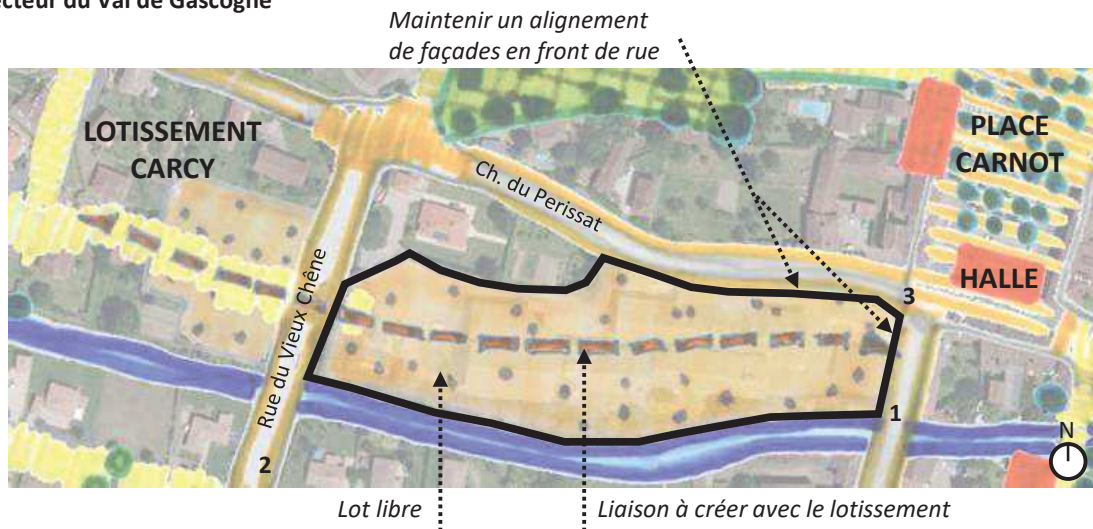 ecteur du Val de Gascogne
Maintenir un alignement
de façades en front de rue
LOTISSEMENT
CARCY
PLACE
CARNOT
Ch. du Perissat
HALLE
3
Rue du Vieux Chêne
1
2
N
Lot libre
Liaison à créer avec le lotissement